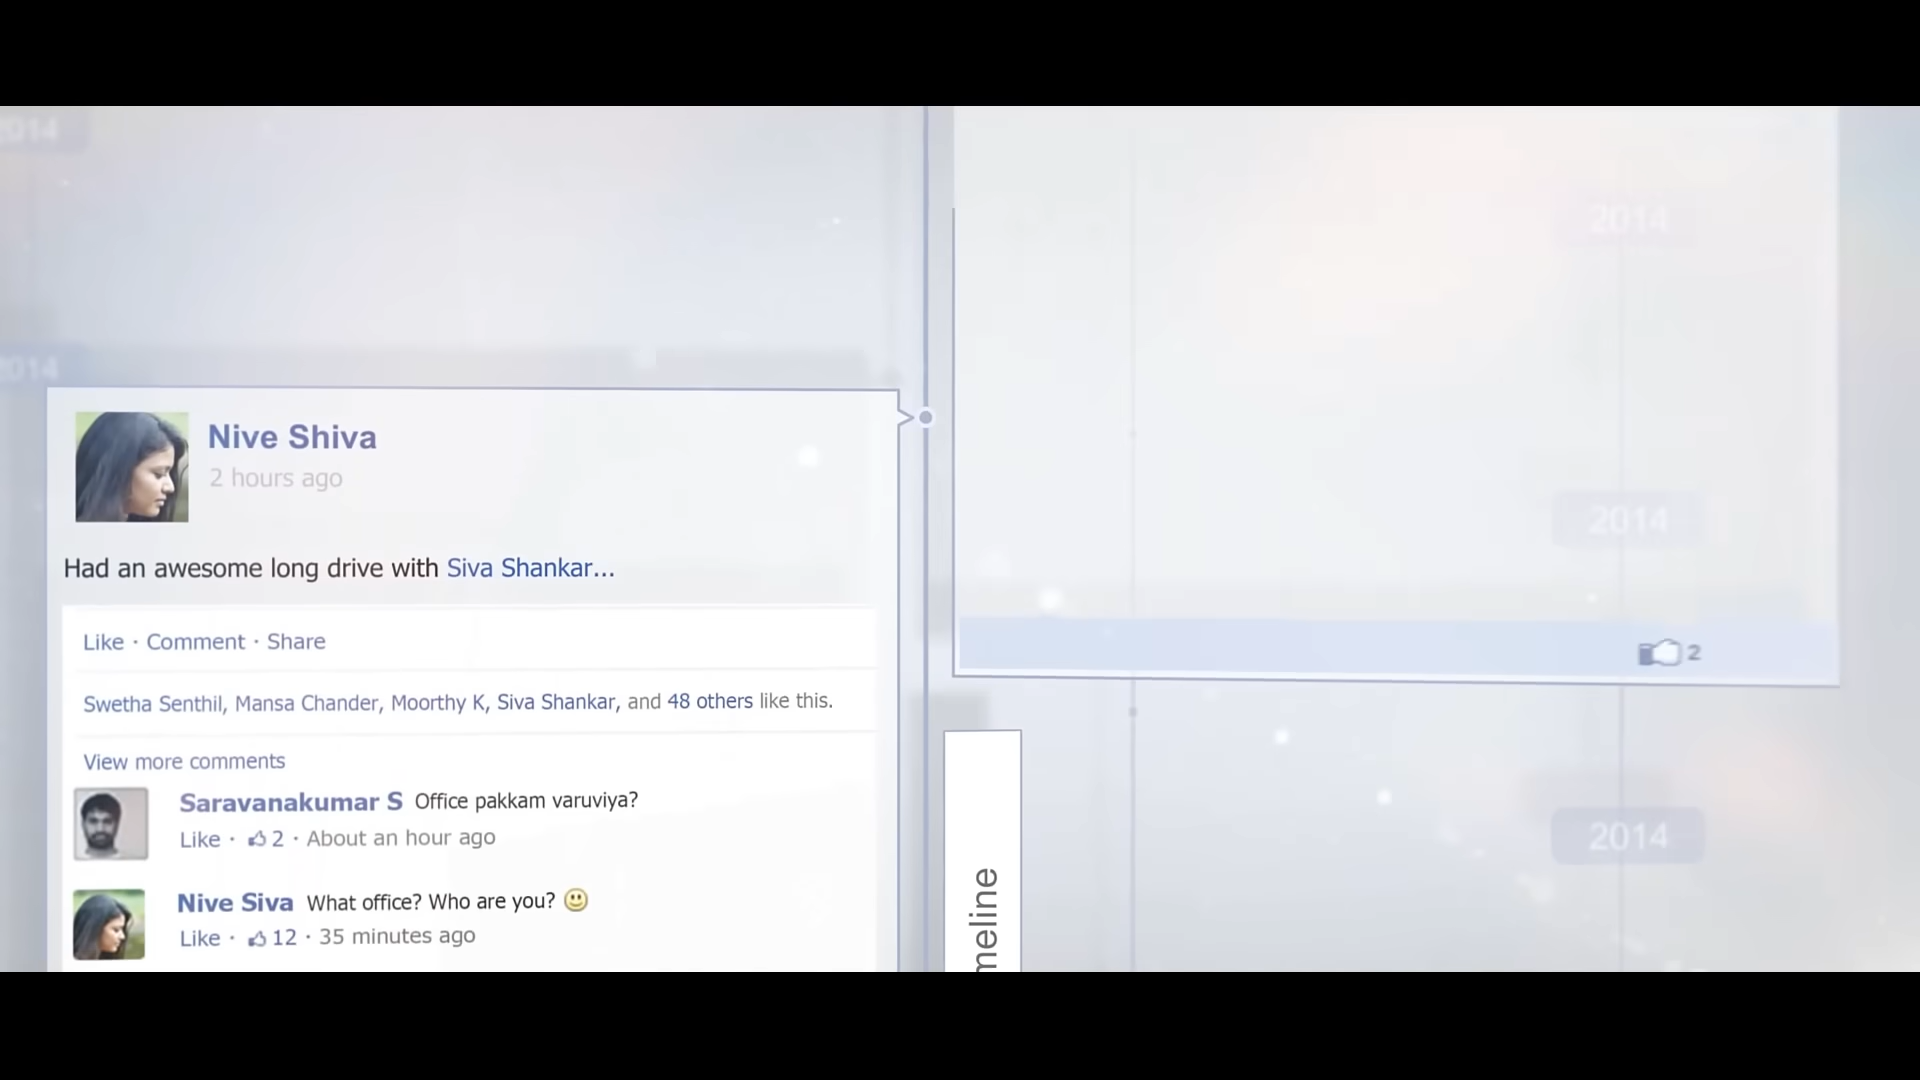 2014
2014
2014
Nive Shiva
2 hours ago
Had an awesome long drive with Siva Shankar...
Like · Comment · Share
Swetha Senthil, Mansa Chander, Moorthy K, Siva Shankar, and 48 others like this.
View more comments
Saravanakumar S Office pakkam varuviya?
Like · 2 · About an hour ago
Nive Siva What office? Who are you? 🙂
Like · 12 · 35 minutes ago
2
2014
2014
meline